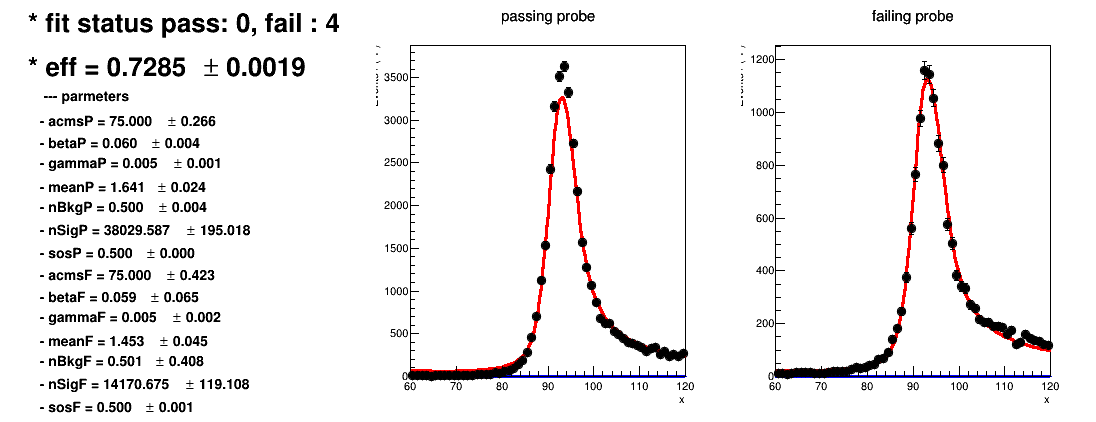 * fit status pass: 0, fail : 4
* eff = 0.7285 ± 0.0019
--- parmeters
- acmsP = 75.000 ± 0.266
- betaP = 0.060 ± 0.004
- gammaP = 0.005 ± 0.001
- meanP = 1.641 ± 0.024
- nBkgP = 0.500 ± 0.004
- nSigP = 38029.587 ± 195.018
- sosP = 0.500 ± 0.000
- acmsF = 75.000 ± 0.423
- betaF = 0.059 ± 0.065
- gammaF = 0.005 ± 0.002
- meanF = 1.453 ± 0.045
- nBkgF = 0.501 ± 0.408
- nSigF = 14170.675 ± 119.108
- sosF = 0.500 ± 0.001
passing probe
3500
3000
2500
2000
1500
1000
500
0
60 70 80 90 100 110 120
x
failing probe
1200
1000
800
600
400
200
0
60 70 80 90 100 110 120
x